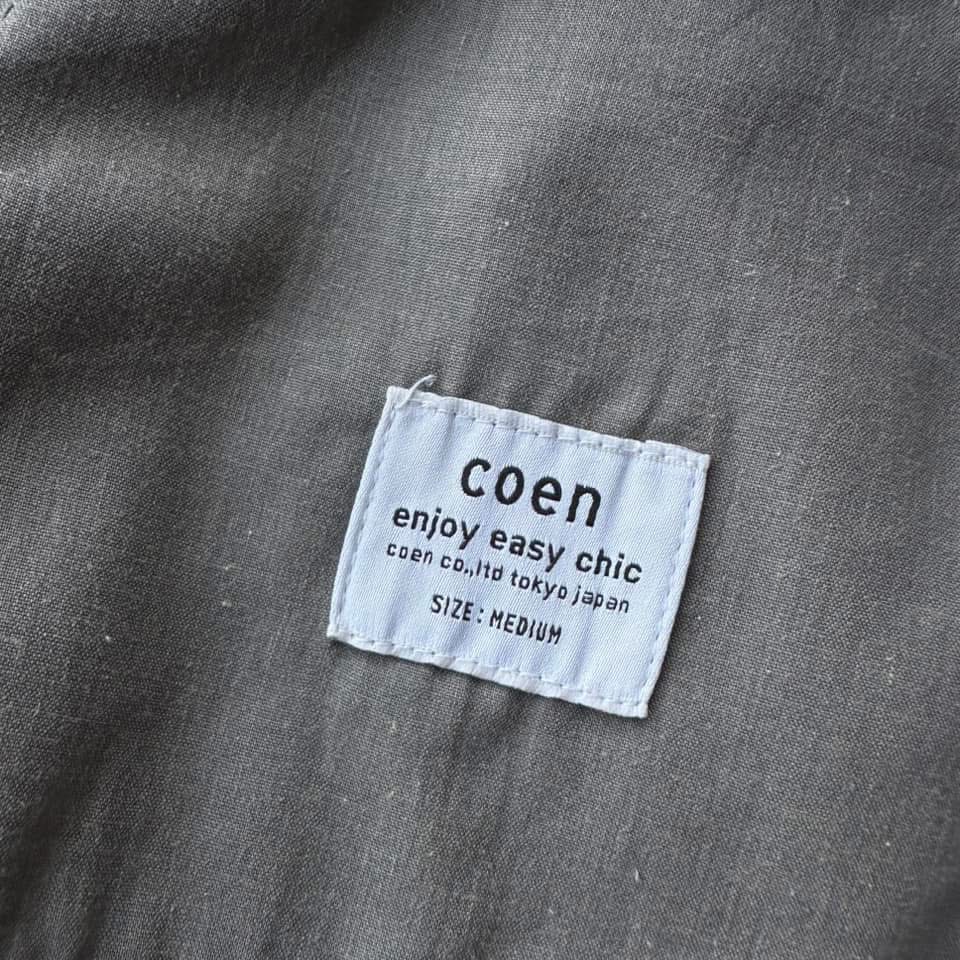 coen
enjoy easy chic
coen co.,ltd tokyo japan
SIZE: MEDIUM